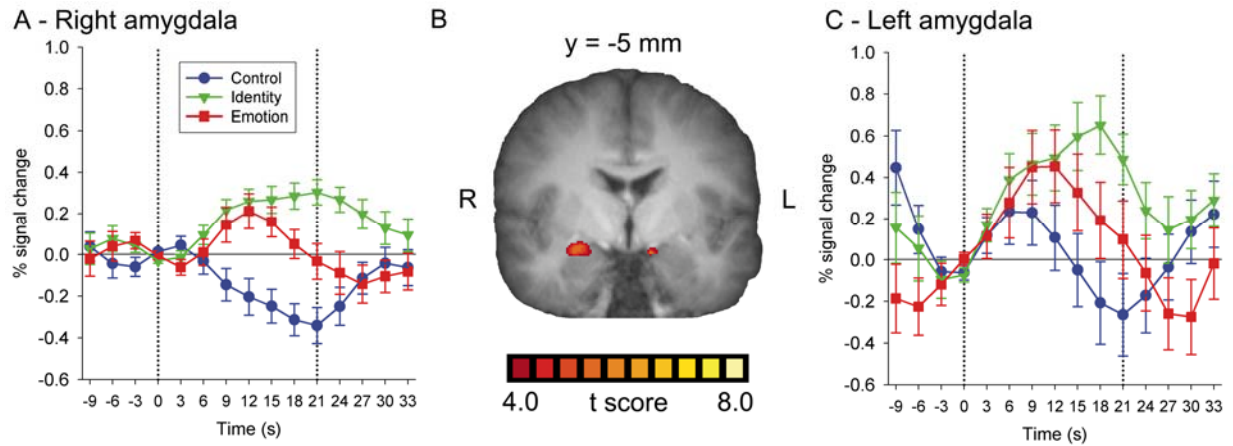 A - Right amygdala
1.0
0.8
0.6
0.4
0.2
0.0
-0.2
-0.4
-0.6
% signal change
Control
Identity
Emotion
-9 -6 -3 0 3 6 9 12 15 18 21 24 27 30 33
Time (s)
B
y = -5 mm
R
L
4.0 t score 8.0
C - Left amygdala
1.0
0.8
0.6
0.4
0.2
0.0
-0.2
-0.4
-0.6
% signal change
-9 -6 -3 0 3 6 9 12 15 18 21 24 27 30 33
Time (s)